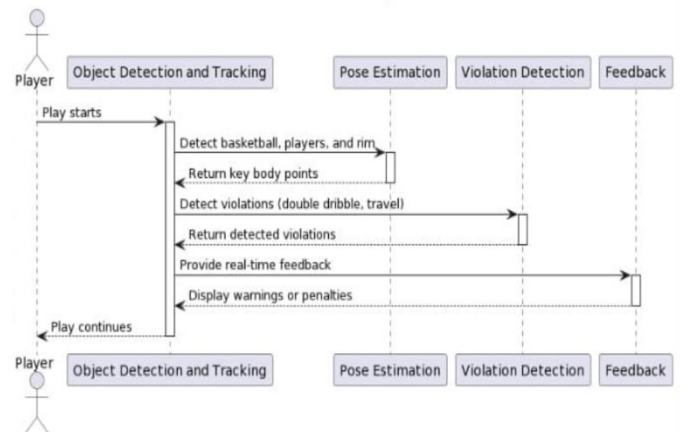 Player
Object Detection and Tracking
Pose Estimation
Violation Detection
Feedback
Play starts
Detect basketball, players, and rim
Return key body points
Detect violations (double dribble, travel)
Return detected violations
Provide real-time feedback
Display warnings or penalties
Play continues
Player
Object Detection and Tracking
Pose Estimation
Violation Detection
Feedback